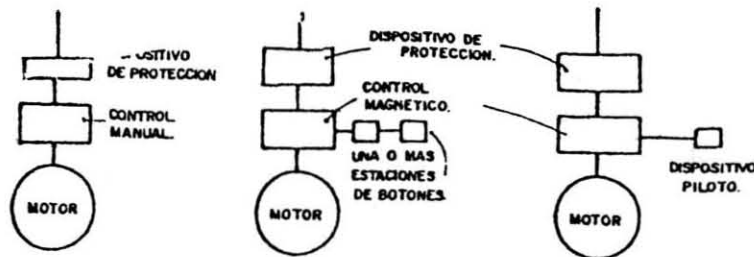 OSITIVO
DE PROTECCION
CONTROL
MANUAL.
MOTOR
DISPOSITIVO DE
PROTECCION.
CONTROL
MAGNETICO.
UNA O MAS
ESTACIONES
DE BOTONES.
MOTOR
DISPOSITIVO
PILOTO.
MOTOR